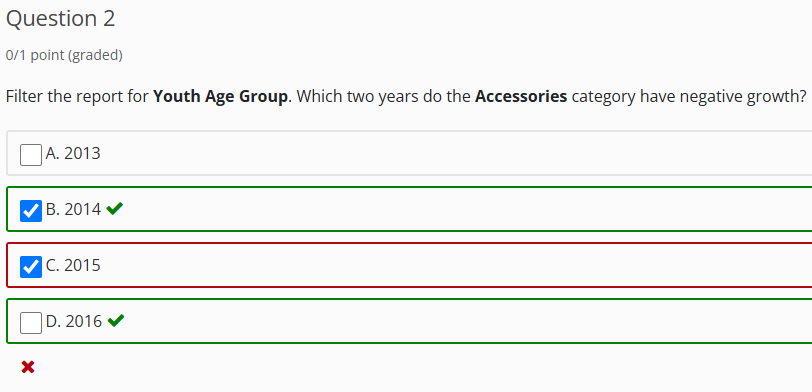 Question 2
0/1 point (graded)
Filter the report for Youth Age Group. Which two years do the Accessories category have negative growth?
A. 2013
B. 2014
C. 2015
D. 2016